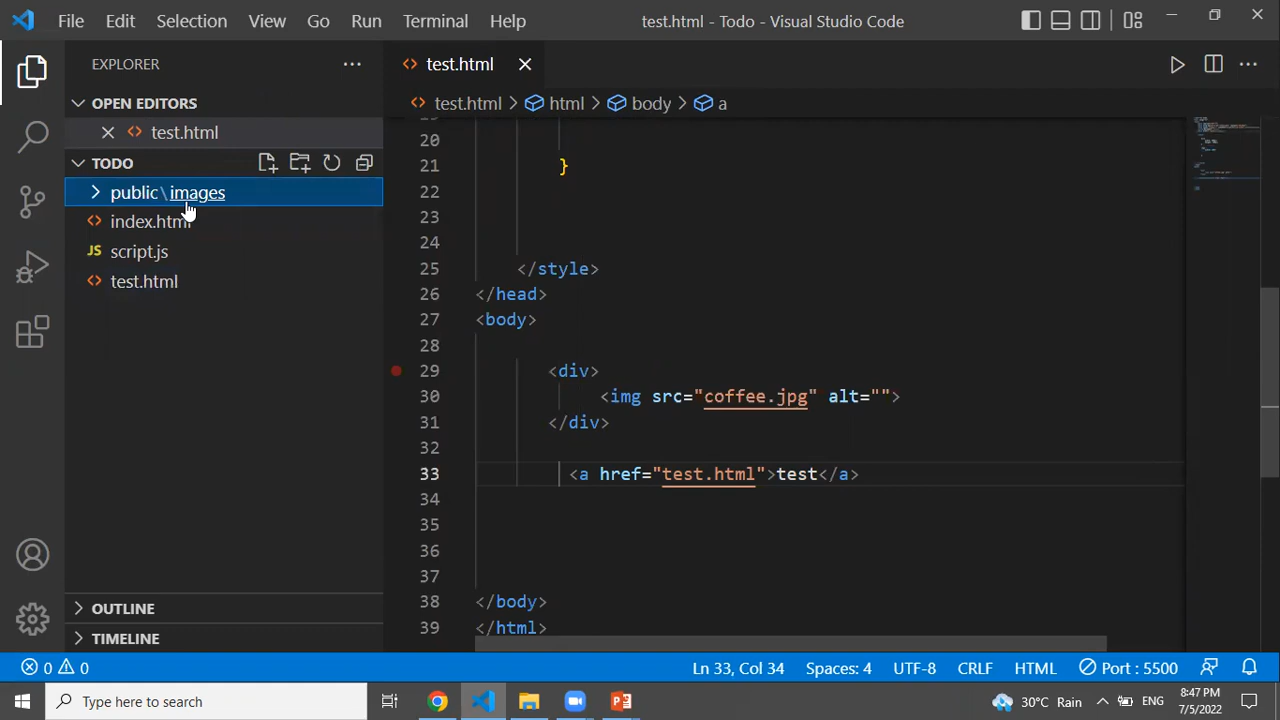 File Edit Selection View Go Run Terminal Help test.html - Todo - Visual Studio Code
EXPLORER
OPEN EDITORS
test.html
TODO
public\images
index.html
JS script.js
test.html
OUTLINE
TIMELINE
test.html
test.html html body a
20
21 }
22
23
24
25 </style>
26 </head>
27 <body>
28
29 <div>
30 <img src="coffee.jpg" alt="">
31 </div>
32
33 <a href="test.html">test</a>
34
35
36
37
38 </body>
39 </html>
0 0 Ln 33, Col 34 Spaces: 4 UTF-8 CRLF HTML Port : 5500
Type here to search 30°C Rain ENG 8:47 PM
7/5/2022